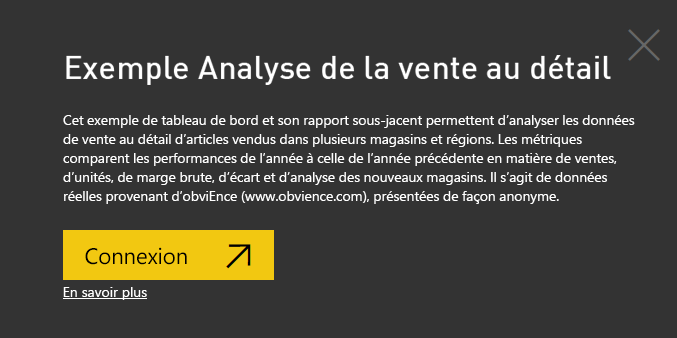 Exemple Analyse de la vente au détail
Cet exemple de tableau de bord et son rapport sous-jacent permettent d'analyser les données
de vente au détail d'articles vendus dans plusieurs magasins et régions. Les métriques
comparent les performances de l'année à celle de l'année précédente en matière de ventes,
d'unités, de marge brute, d'écart et d'analyse des nouveaux magasins. Il s'agit de données
réelles provenant d'obviEnce (www.obvience.com), présentées de façon anonyme.
Connexion
En savoir plus